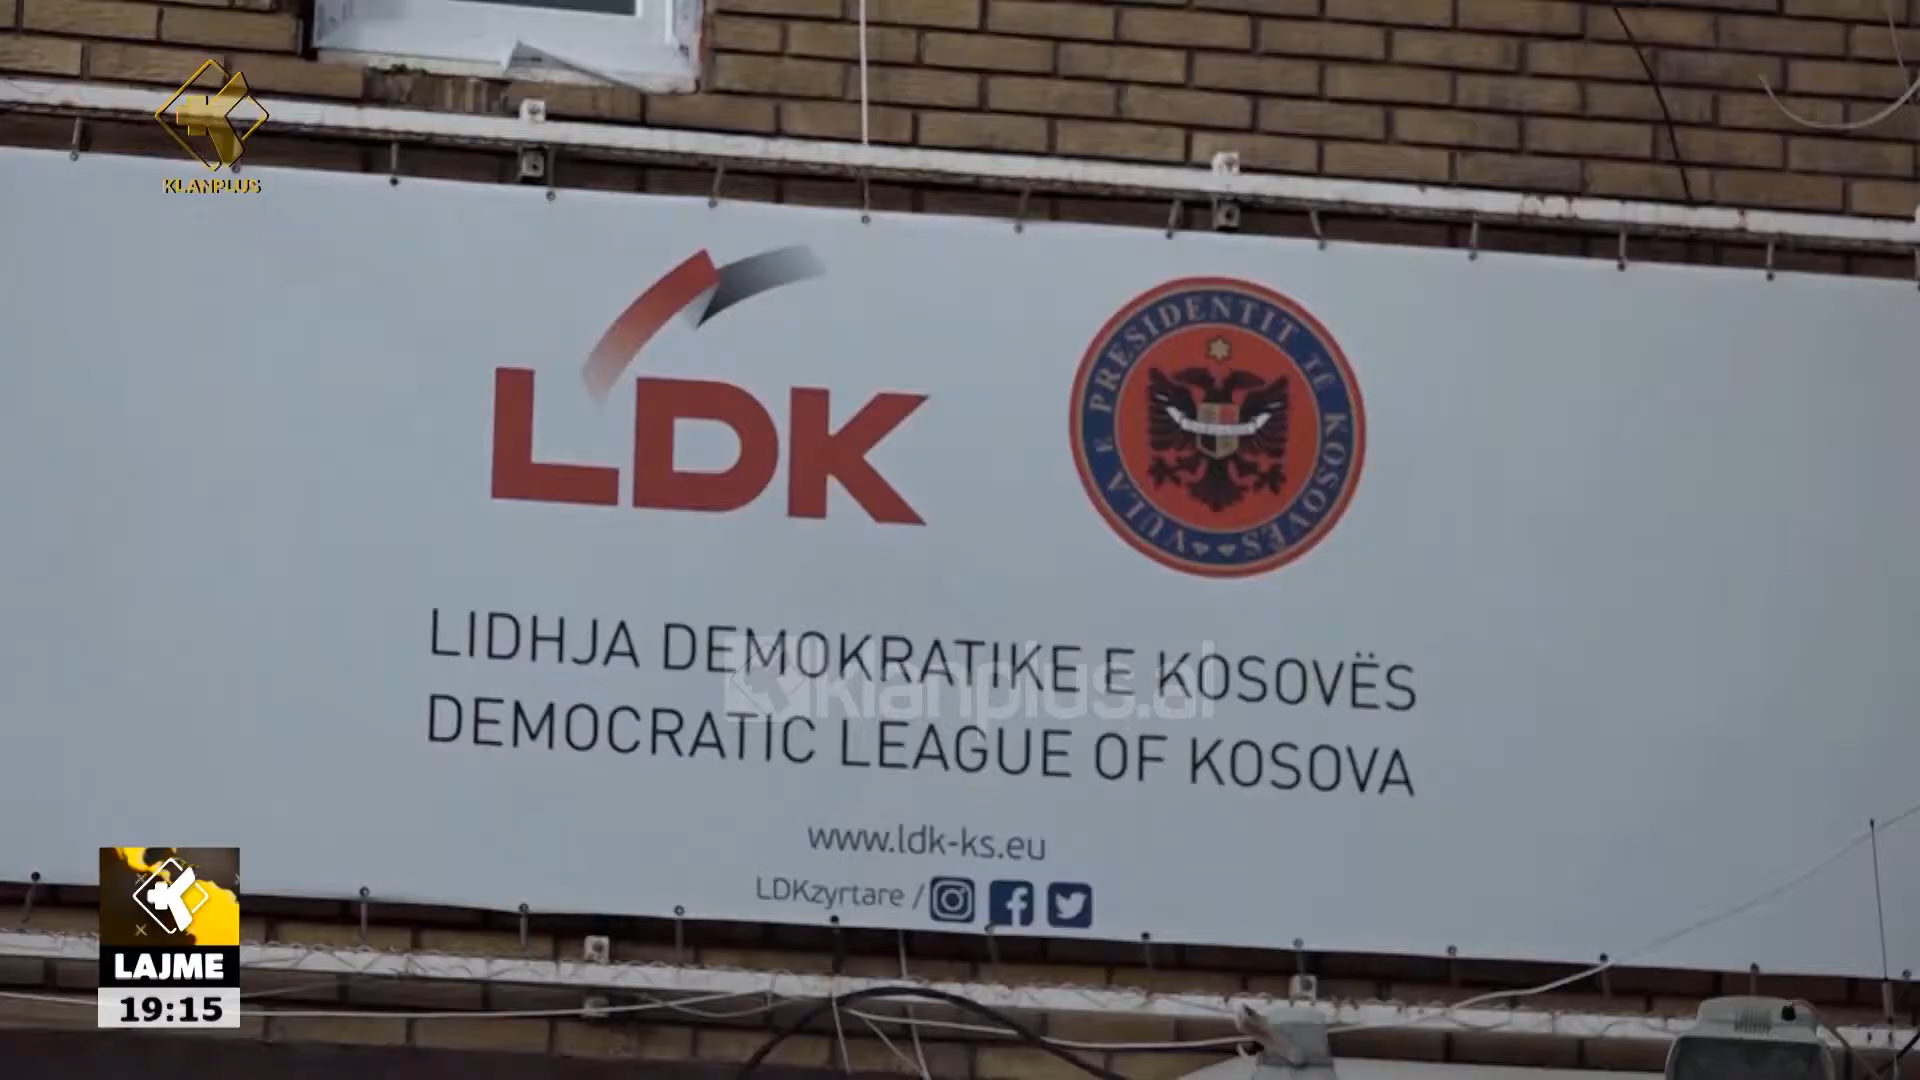 KLANPLUS
LDK
VULA E PRESIDENTIT TË KOSOVËS
LIDHJA DEMOKRATIKE E KOSOVËS
klanplus.al
DEMOCRATIC LEAGUE OF KOSOVA
www.ldk-ks.eu
LDKzyrtare /
LAJME
19:15